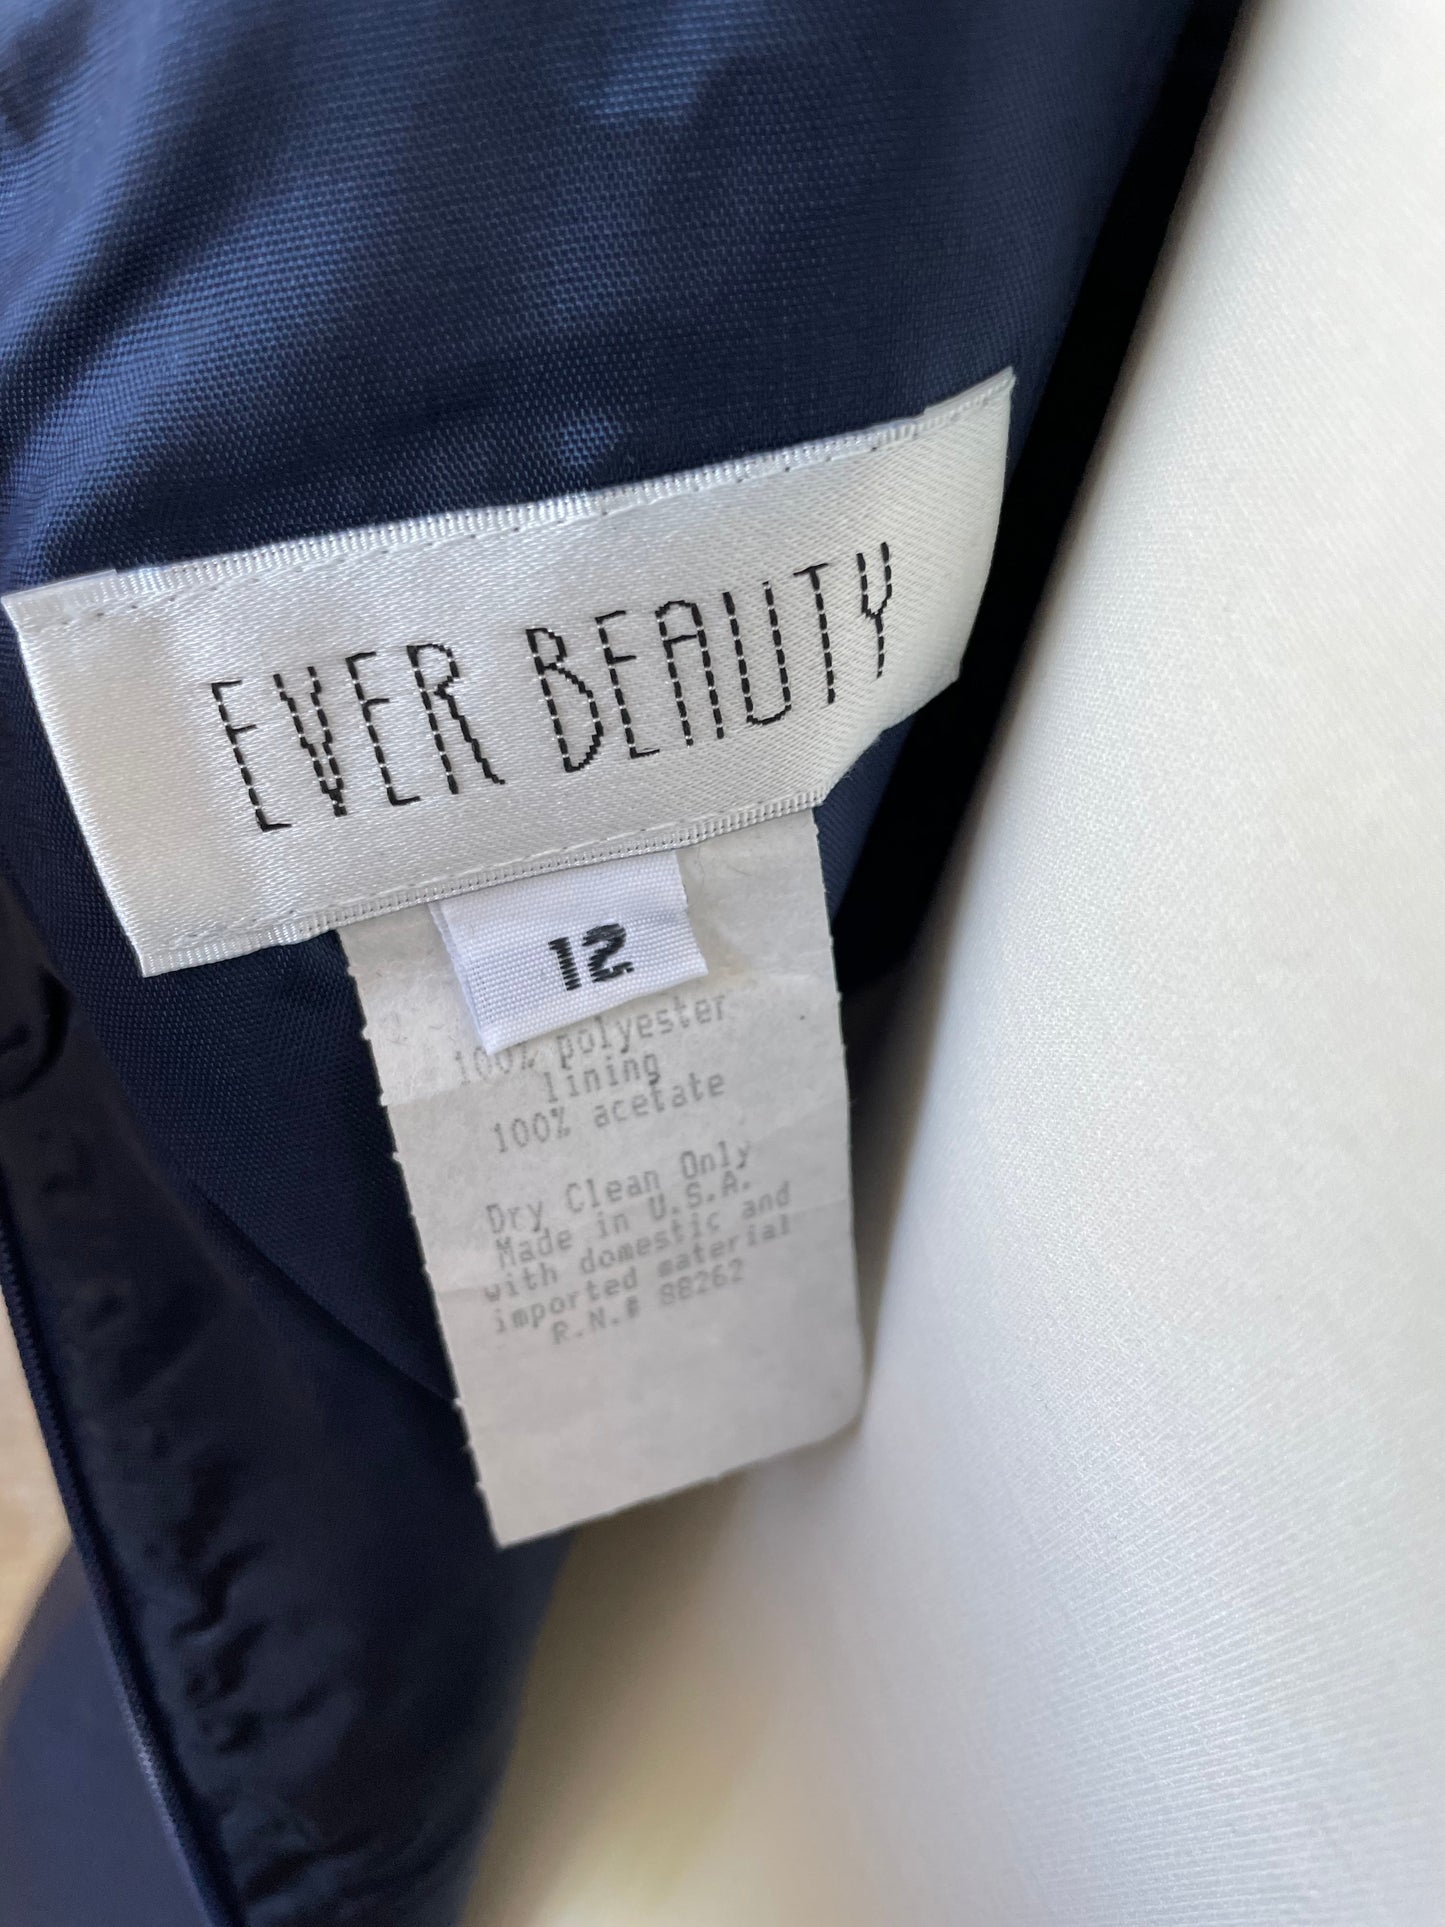 EVER BEAUTY
12
100% polyester
lining
100% acetate
Dry Clean Only
Made in U.S.A.
with domestic and
imported material
R.N.# 88262